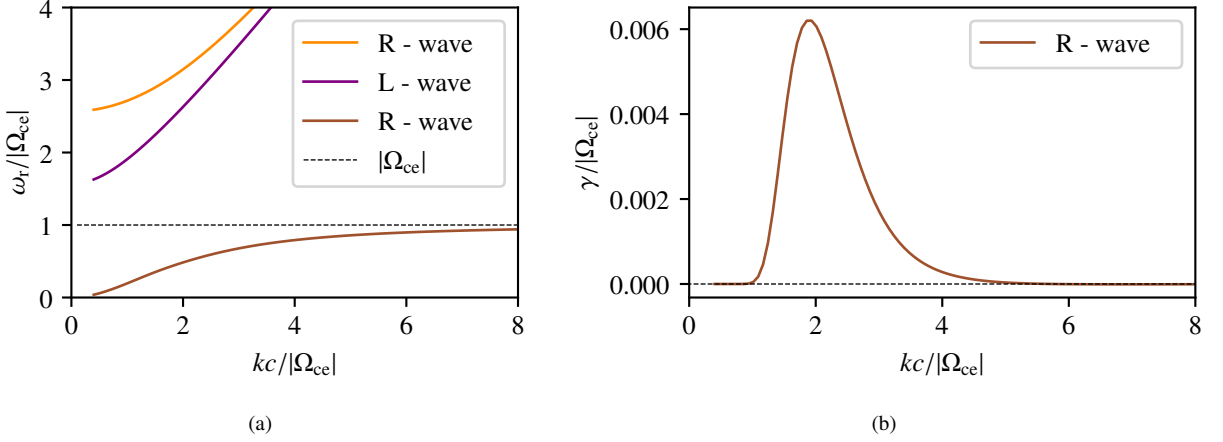 4
3
2
1
0
ω_r/|Ω_ce|
R - wave
L - wave
R - wave
|Ω_ce|
0 2 4 6 8
kc/|Ω_ce|
(a)
0.006
0.004
0.002
0.000
γ/|Ω_ce|
R - wave
0 2 4 6 8
kc/|Ω_ce|
(b)